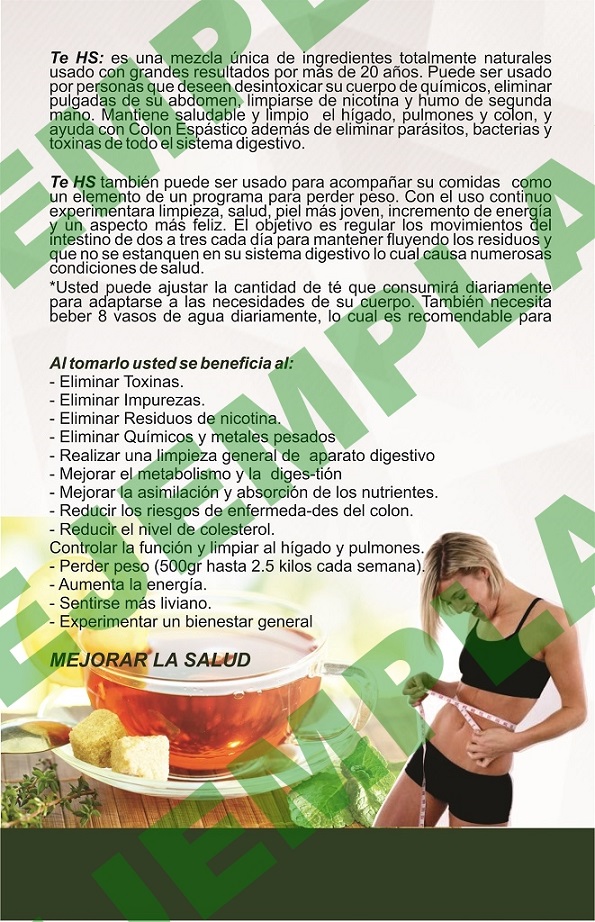 Te HS: es una mezcla única de ingredientes totalmente naturales
usado con grandes resultados por más de 20 años. Puede ser usado
por personas que deseen desintoxicar su cuerpo de químicos, eliminar
pulgadas de su abdomen, limpiarse de nicotina y humo de segunda
mano. Mantiene saludable y limpio el hígado, pulmones y colon, y
ayuda con Colon Espástico además de eliminar parásitos, bacterias y
toxinas de todo el sistema digestivo.
Te HS también puede ser usado para acompañar su comidas como
un elemento de un programa para perder peso. Con el uso continuo
experimentara limpieza, salud, piel más joven, incremento de energía
y un aspecto más feliz. El objetivo es regular los movimientos del
intestino de dos a tres cada día para mantener fluyendo los residuos y
que no se estanquen en su sistema digestivo lo cual causa numerosas
condiciones de salud.
*Usted puede ajustar la cantidad de té que consumirá diariamente
para adaptarse a las necesidades de su cuerpo. También necesita
beber 8 vasos de agua diariamente, lo cual es recomendable para
Al tomarlo usted se beneficia al:
- Eliminar Toxinas.
- Eliminar Impurezas.
- Eliminar Residuos de nicotina.
- Eliminar Químicos y metales pesados
- Realizar una limpieza general de aparato digestivo
- Mejorar el metabolismo y la diges-tión
- Mejorar la asimilación y absorción de los nutrientes.
- Reducir los riesgos de enfermeda-des del colon.
- Reducir el nivel de colesterol.
Controlar la función y limpiar al hígado y pulmones.
- Perder peso (500gr hasta 2.5 kilos cada semana).
- Aumenta la energía.
- Sentirse más liviano.
- Experimentar un bienestar general
MEJORAR LA SALUD
EMPLA
EJEMPLA
EJEMPLA